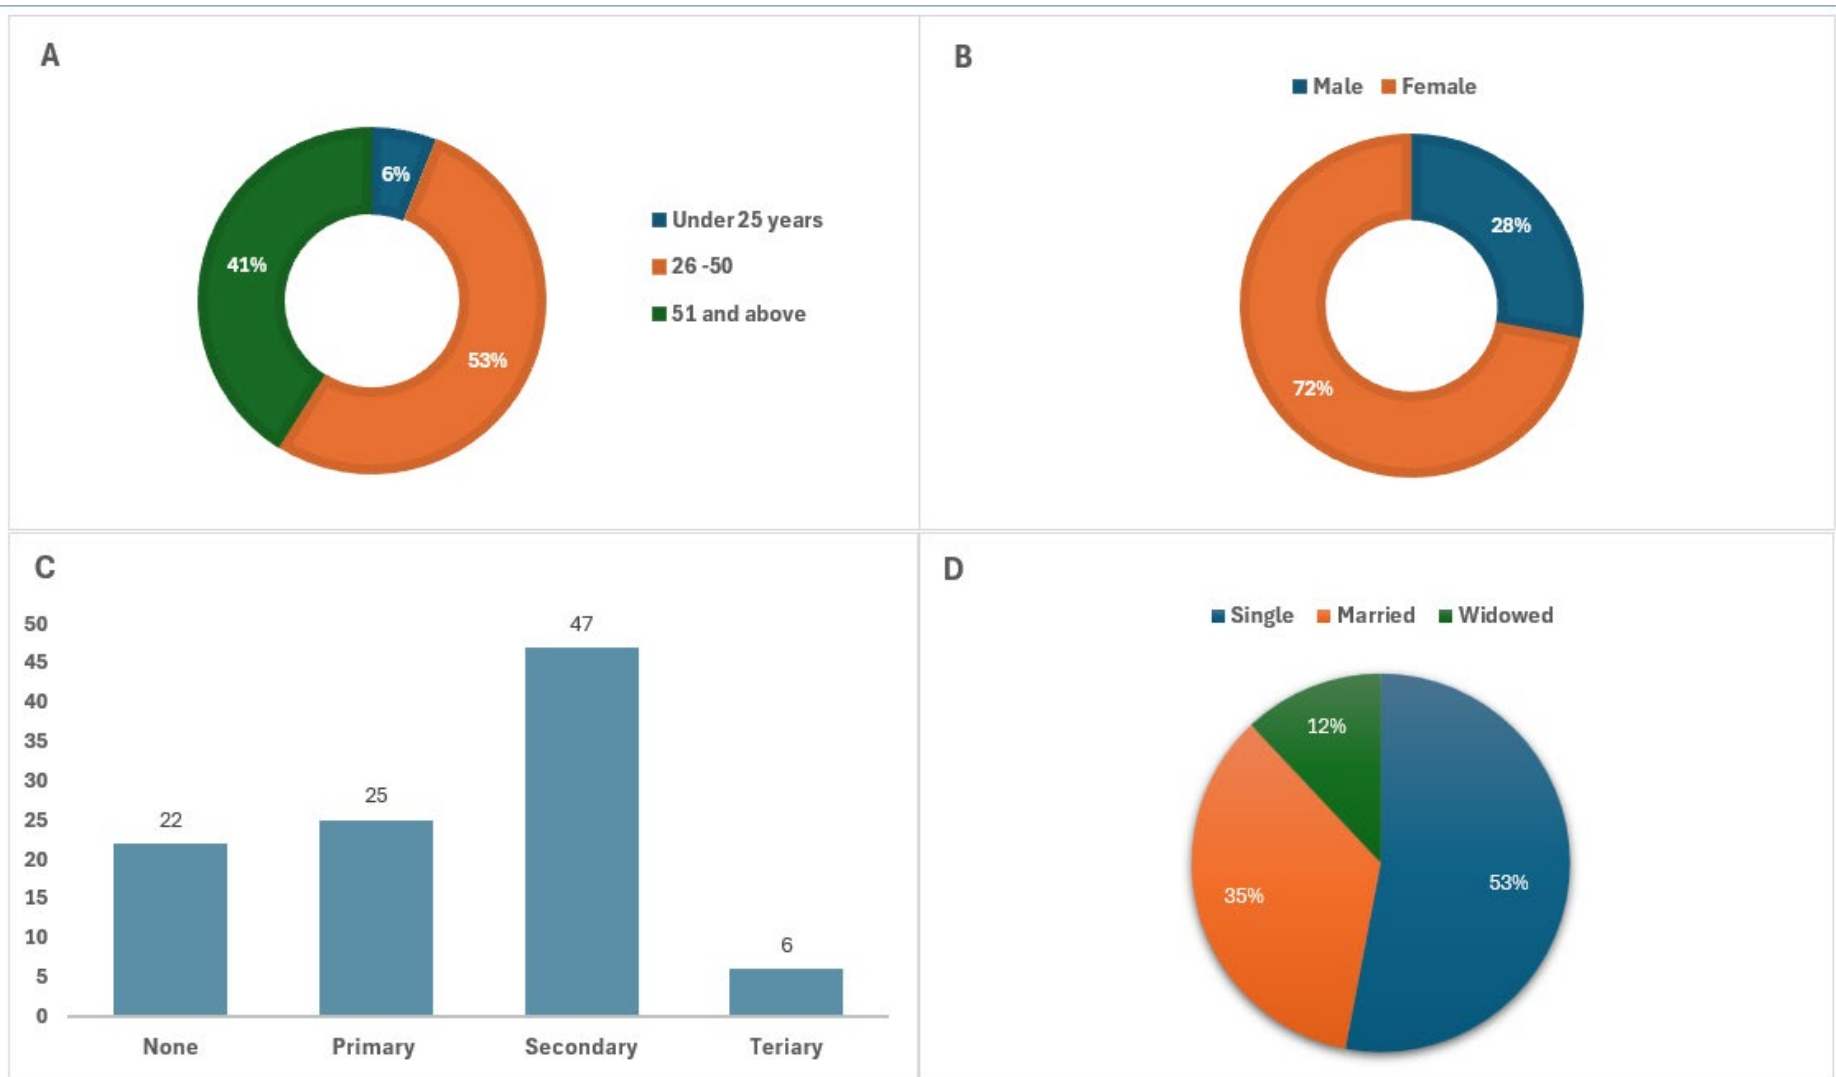 A
6%
41%
53%
Under 25 years
26 -50
51 and above
B
Male Female
28%
72%
C
50
45
40
35
30
25
20
15
10
5
0
22
25
47
6
None Primary Secondary Teriary
D
Single Married Widowed
12%
35%
53%